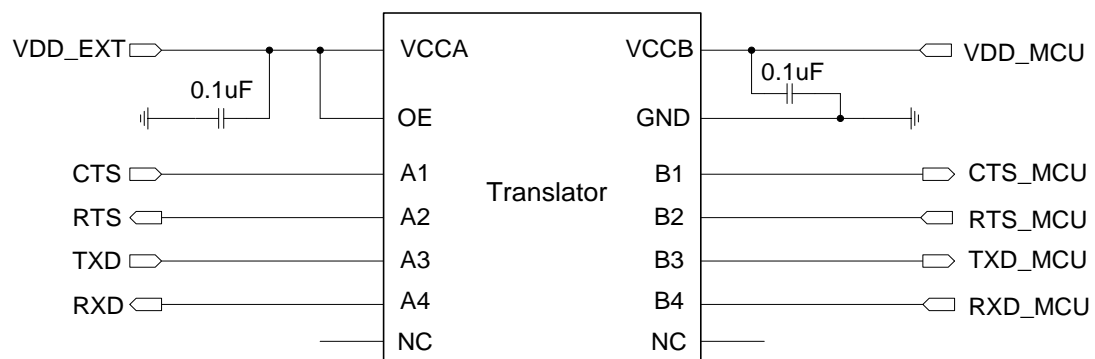 VDD_EXT VCCA VCCB VDD_MCU
0.1uF 0.1uF
OE GND
CTS A1 B1 CTS_MCU
Translator
RTS A2 B2 RTS_MCU
TXD A3 B3 TXD_MCU
RXD A4 B4 RXD_MCU
NC NC